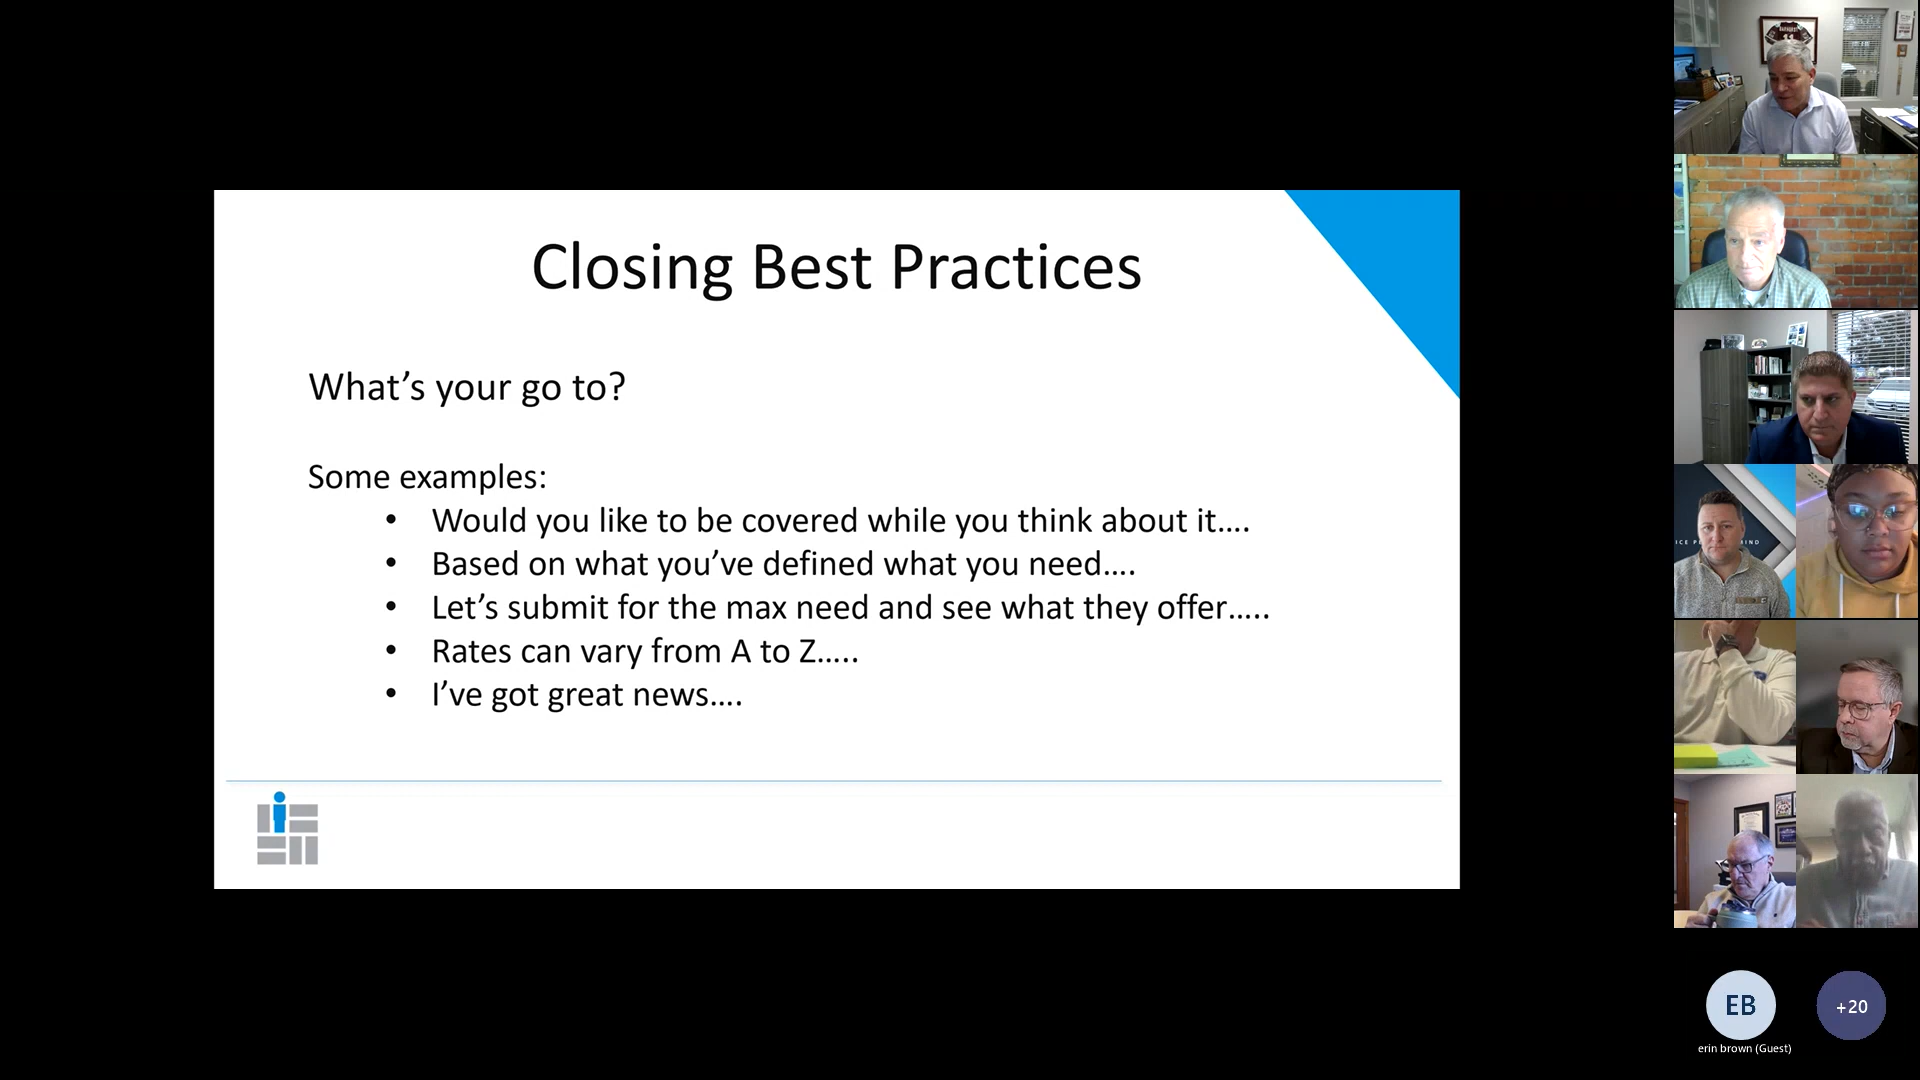 Closing Best Practices
What’s your go to?
Some examples:
• Would you like to be covered while you think about it....
• Based on what you’ve defined what you need....
• Let’s submit for the max need and see what they offer.....
• Rates can vary from A to Z.....
• I’ve got great news....
EB
+20
erin brown (Guest)